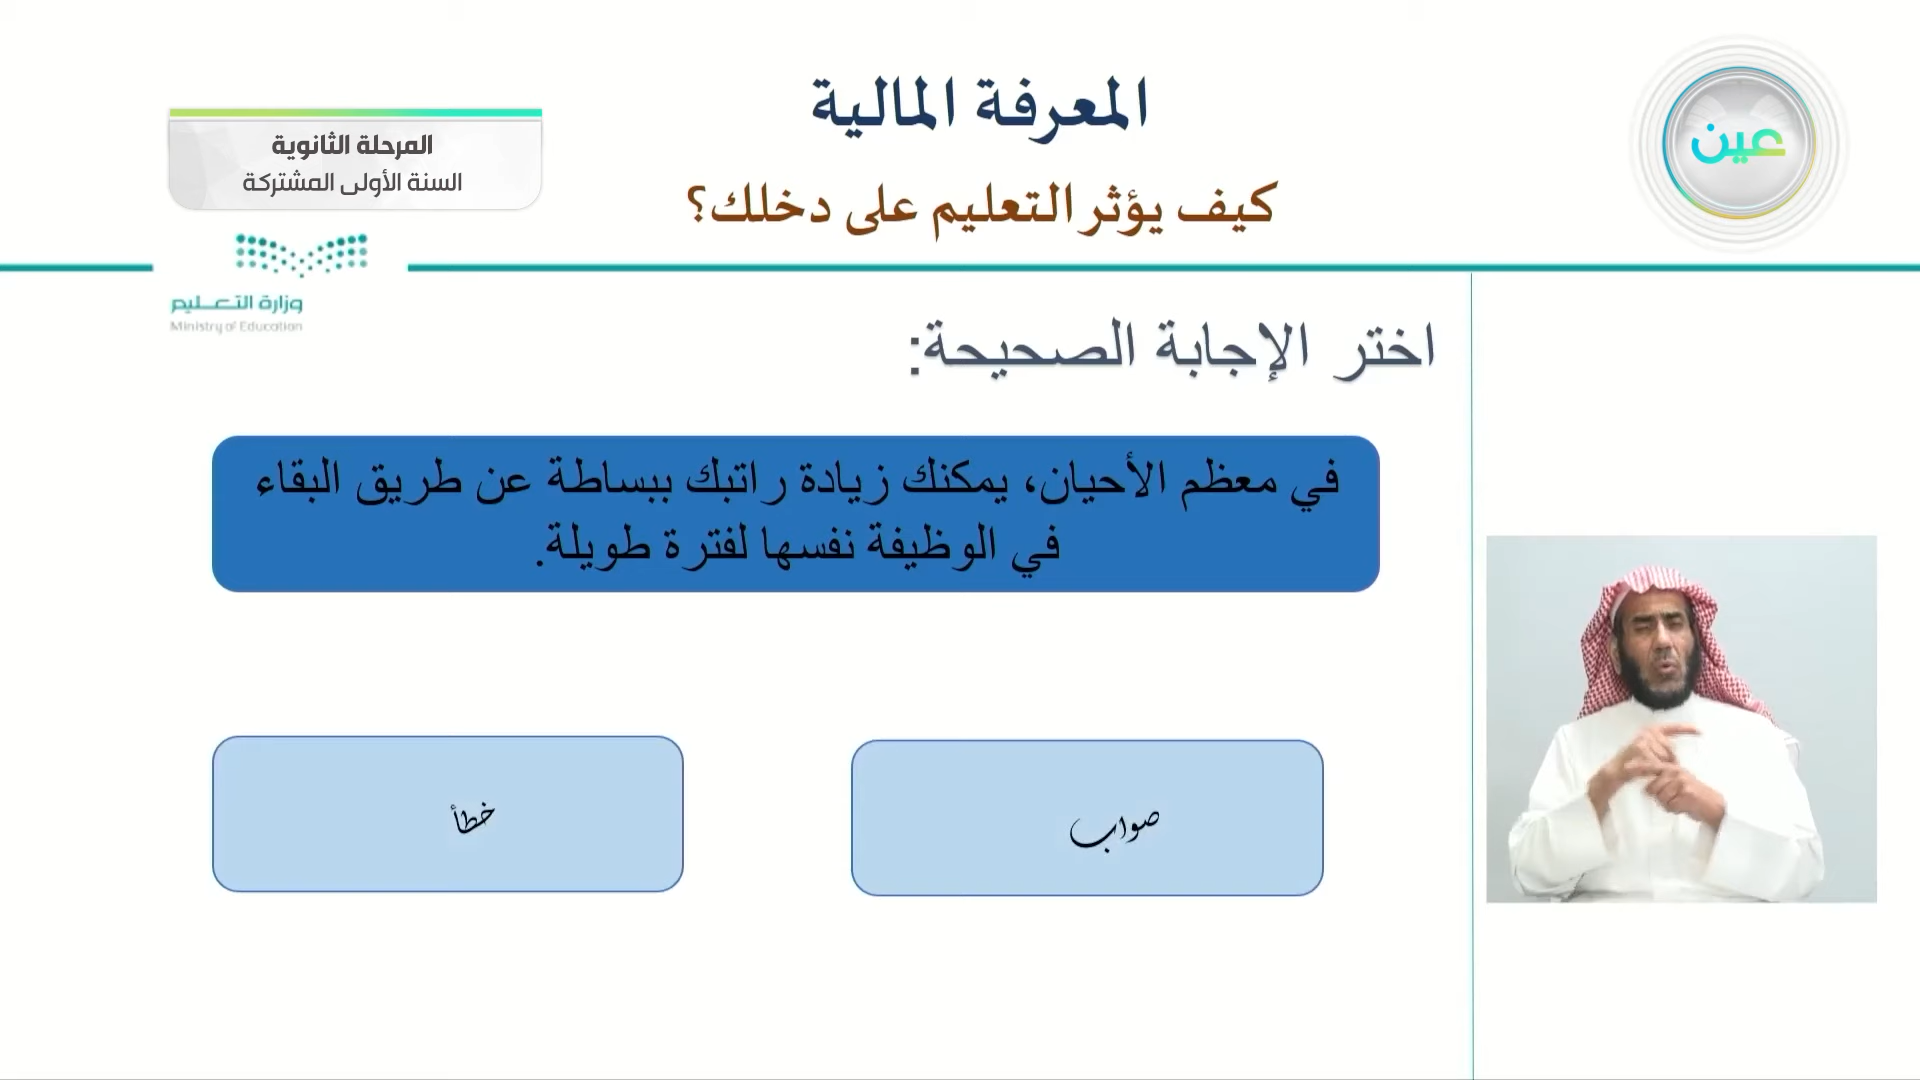 المعرفة المالية
كيف يؤثر التعليم على دخلك؟
عين
المرحلة الثانوية
السنة الأولى المشتركة
وزارة التعليم
Ministry of Education
اختر الإجابة الصحيحة:
في معظم الأحيان، يمكنك زيادة راتبك ببساطة عن طريق البقاء
في الوظيفة نفسها لفترة طويلة.
صواب
خطأ